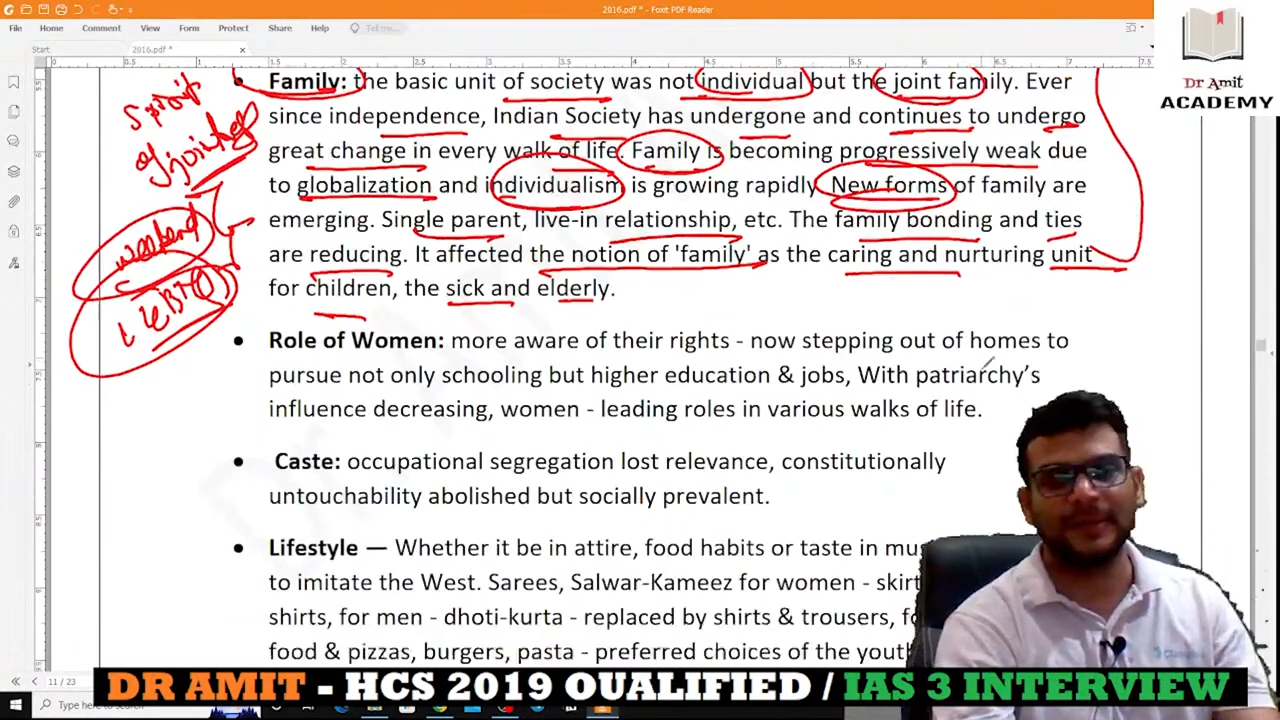 2016.pdf * - Foxit PDF Reader
File Home Comment View Form Protect Share Help Tell me...
Start 2016.pdf *
Dr Amit
ACADEMY
Family: the basic unit of society was not individual but the joint family. Ever
since independence, Indian Society has undergone and continues to undergo
great change in every walk of life. Family is becoming progressively weak due
to globalization and individualism is growing rapidly New forms of family are
emerging. Single parent, live-in relationship, etc. The family bonding and ties
are reducing. It affected the notion of 'family' as the caring and nurturing unit
for children, the sick and elderly.
of
weekend
Role of Women: more aware of their rights - now stepping out of homes to
pursue not only schooling but higher education & jobs, With patriarchy's
influence decreasing, women - leading roles in various walks of life.
Caste: occupational segregation lost relevance, constitutionally
untouchability abolished but socially prevalent.
Lifestyle — Whether it be in attire, food habits or taste in mu
to imitate the West. Sarees, Salwar-Kameez for women - skirt
shirts, for men - dhoti-kurta - replaced by shirts & trousers, fo
food & pizzas, burgers, pasta - preferred choices of the youth
11 / 23
Type here to search
DR AMIT - HCS 2019 QUALIFIED / IAS 3 INTERVIEW